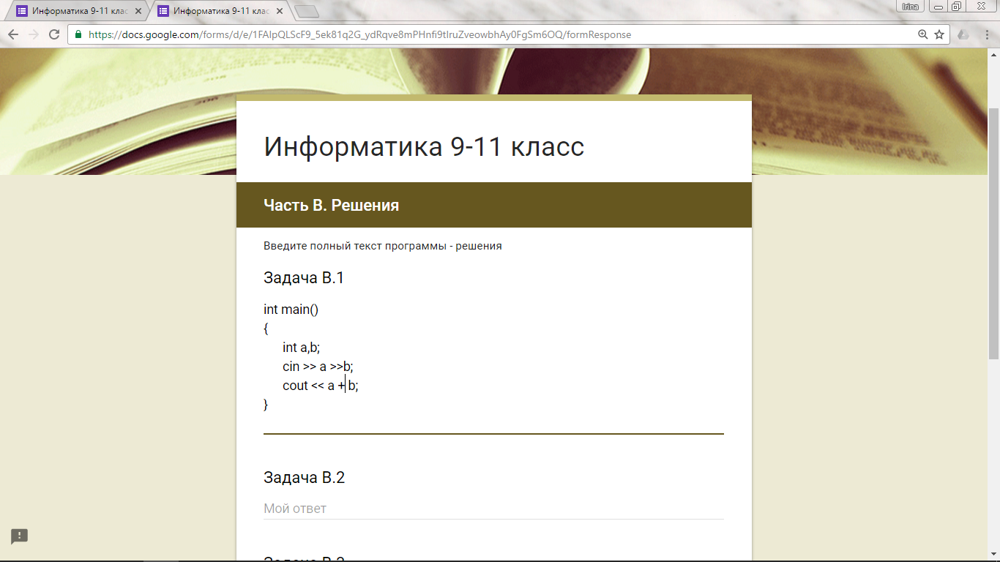 Информатика 9-11 клас
Информатика 9-11 клас
Irina
https://docs.google.com/forms/d/e/1FAIpQLScF9_5ek81q2G_ydRqve8mPHnfi9tIruZveowbhAy0FgSm6OQ/formResponse
Информатика 9-11 класс
Часть В. Решения
Введите полный текст программы - решения
Задача В.1
int main()
{
int a,b;
cin >> a >>b;
cout << a + b;
}
Задача В.2
Мой ответ